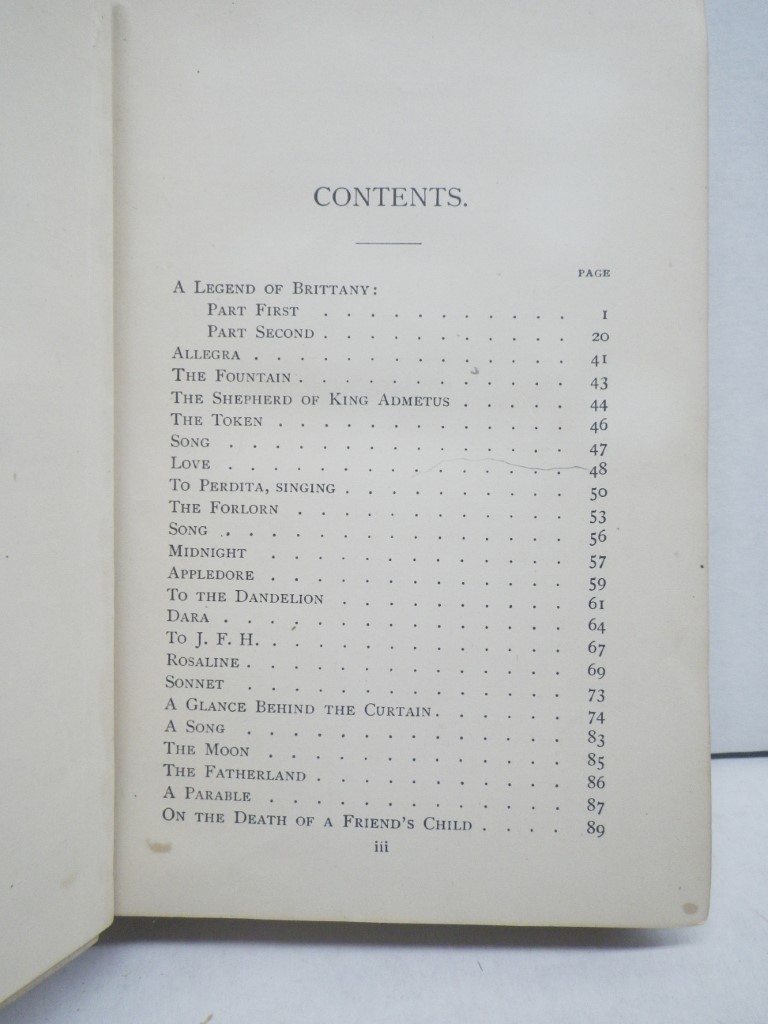 CONTENTS.
PAGE
A LEGEND OF BRITTANY:
PART FIRST . . . . . . . . . . . 1
PART SECOND . . . . . . . . . . . 20
ALLEGRA . . . . . . . . . . . . . . 41
THE FOUNTAIN . . . . . . . . . . . . 43
THE SHEPHERD OF KING ADMETUS . . . . . 44
THE TOKEN . . . . . . . . . . . . . 46
SONG . . . . . . . . . . . . . . . 47
LOVE . . . . . . . . . . . . . . . 48
TO PERDITA, SINGING . . . . . . . . . . 50
THE FORLORN . . . . . . . . . . . . 53
SONG . . . . . . . . . . . . . . . 56
MIDNIGHT . . . . . . . . . . . . . 57
APPLEDORE . . . . . . . . . . . . . 59
TO THE DANDELION . . . . . . . . . . 61
DARA . . . . . . . . . . . . . . . 64
TO J. F. H. . . . . . . . . . . . . . 67
ROSALINE . . . . . . . . . . . . . . 69
SONNET . . . . . . . . . . . . . . 73
A GLANCE BEHIND THE CURTAIN . . . . . . 74
A SONG . . . . . . . . . . . . . . 83
THE MOON . . . . . . . . . . . . . 85
THE FATHERLAND . . . . . . . . . . . 86
A PARABLE . . . . . . . . . . . . . 87
ON THE DEATH OF A FRIEND'S CHILD . . . . 89
iii